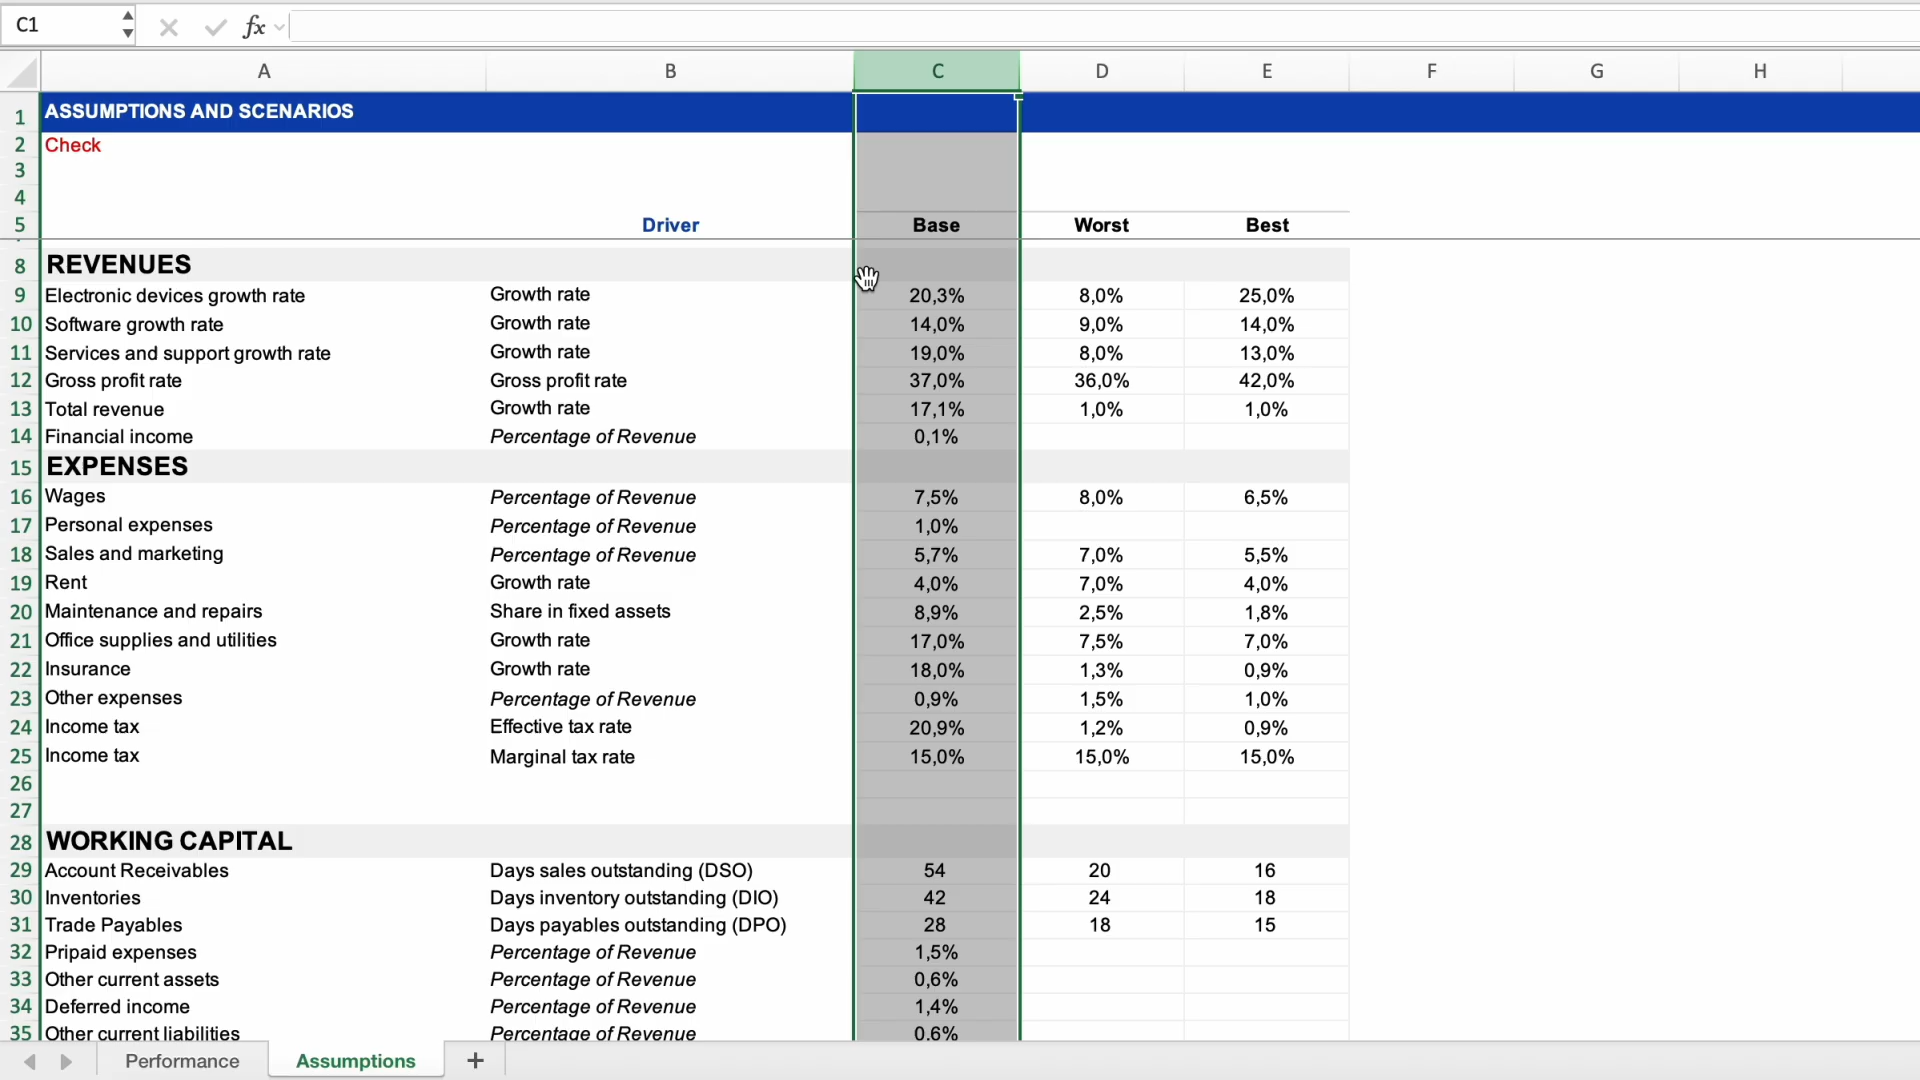 C1
fx
A B C D E F G H
1 ASSUMPTIONS AND SCENARIOS
2 Check
3
4
5 Driver Base Worst Best
8 REVENUES
9 Electronic devices growth rate Growth rate 20,3% 8,0% 25,0%
10 Software growth rate Growth rate 14,0% 9,0% 14,0%
11 Services and support growth rate Growth rate 19,0% 8,0% 13,0%
12 Gross profit rate Gross profit rate 37,0% 36,0% 42,0%
13 Total revenue Growth rate 17,1% 1,0% 1,0%
14 Financial income Percentage of Revenue 0,1%
15 EXPENSES
16 Wages Percentage of Revenue 7,5% 8,0% 6,5%
17 Personal expenses Percentage of Revenue 1,0%
18 Sales and marketing Percentage of Revenue 5,7% 7,0% 5,5%
19 Rent Growth rate 4,0% 7,0% 4,0%
20 Maintenance and repairs Share in fixed assets 8,9% 2,5% 1,8%
21 Office supplies and utilities Growth rate 17,0% 7,5% 7,0%
22 Insurance Growth rate 18,0% 1,3% 0,9%
23 Other expenses Percentage of Revenue 0,9% 1,5% 1,0%
24 Income tax Effective tax rate 20,9% 1,2% 0,9%
25 Income tax Marginal tax rate 15,0% 15,0% 15,0%
26
27
28 WORKING CAPITAL
29 Account Receivables Days sales outstanding (DSO) 54 20 16
30 Inventories Days inventory outstanding (DIO) 42 24 18
31 Trade Payables Days payables outstanding (DPO) 28 18 15
32 Pripaid expenses Percentage of Revenue 1,5%
33 Other current assets Percentage of Revenue 0,6%
34 Deferred income Percentage of Revenue 1,4%
35 Other current liabilities Percentage of Revenue 0,6%
Performance Assumptions +